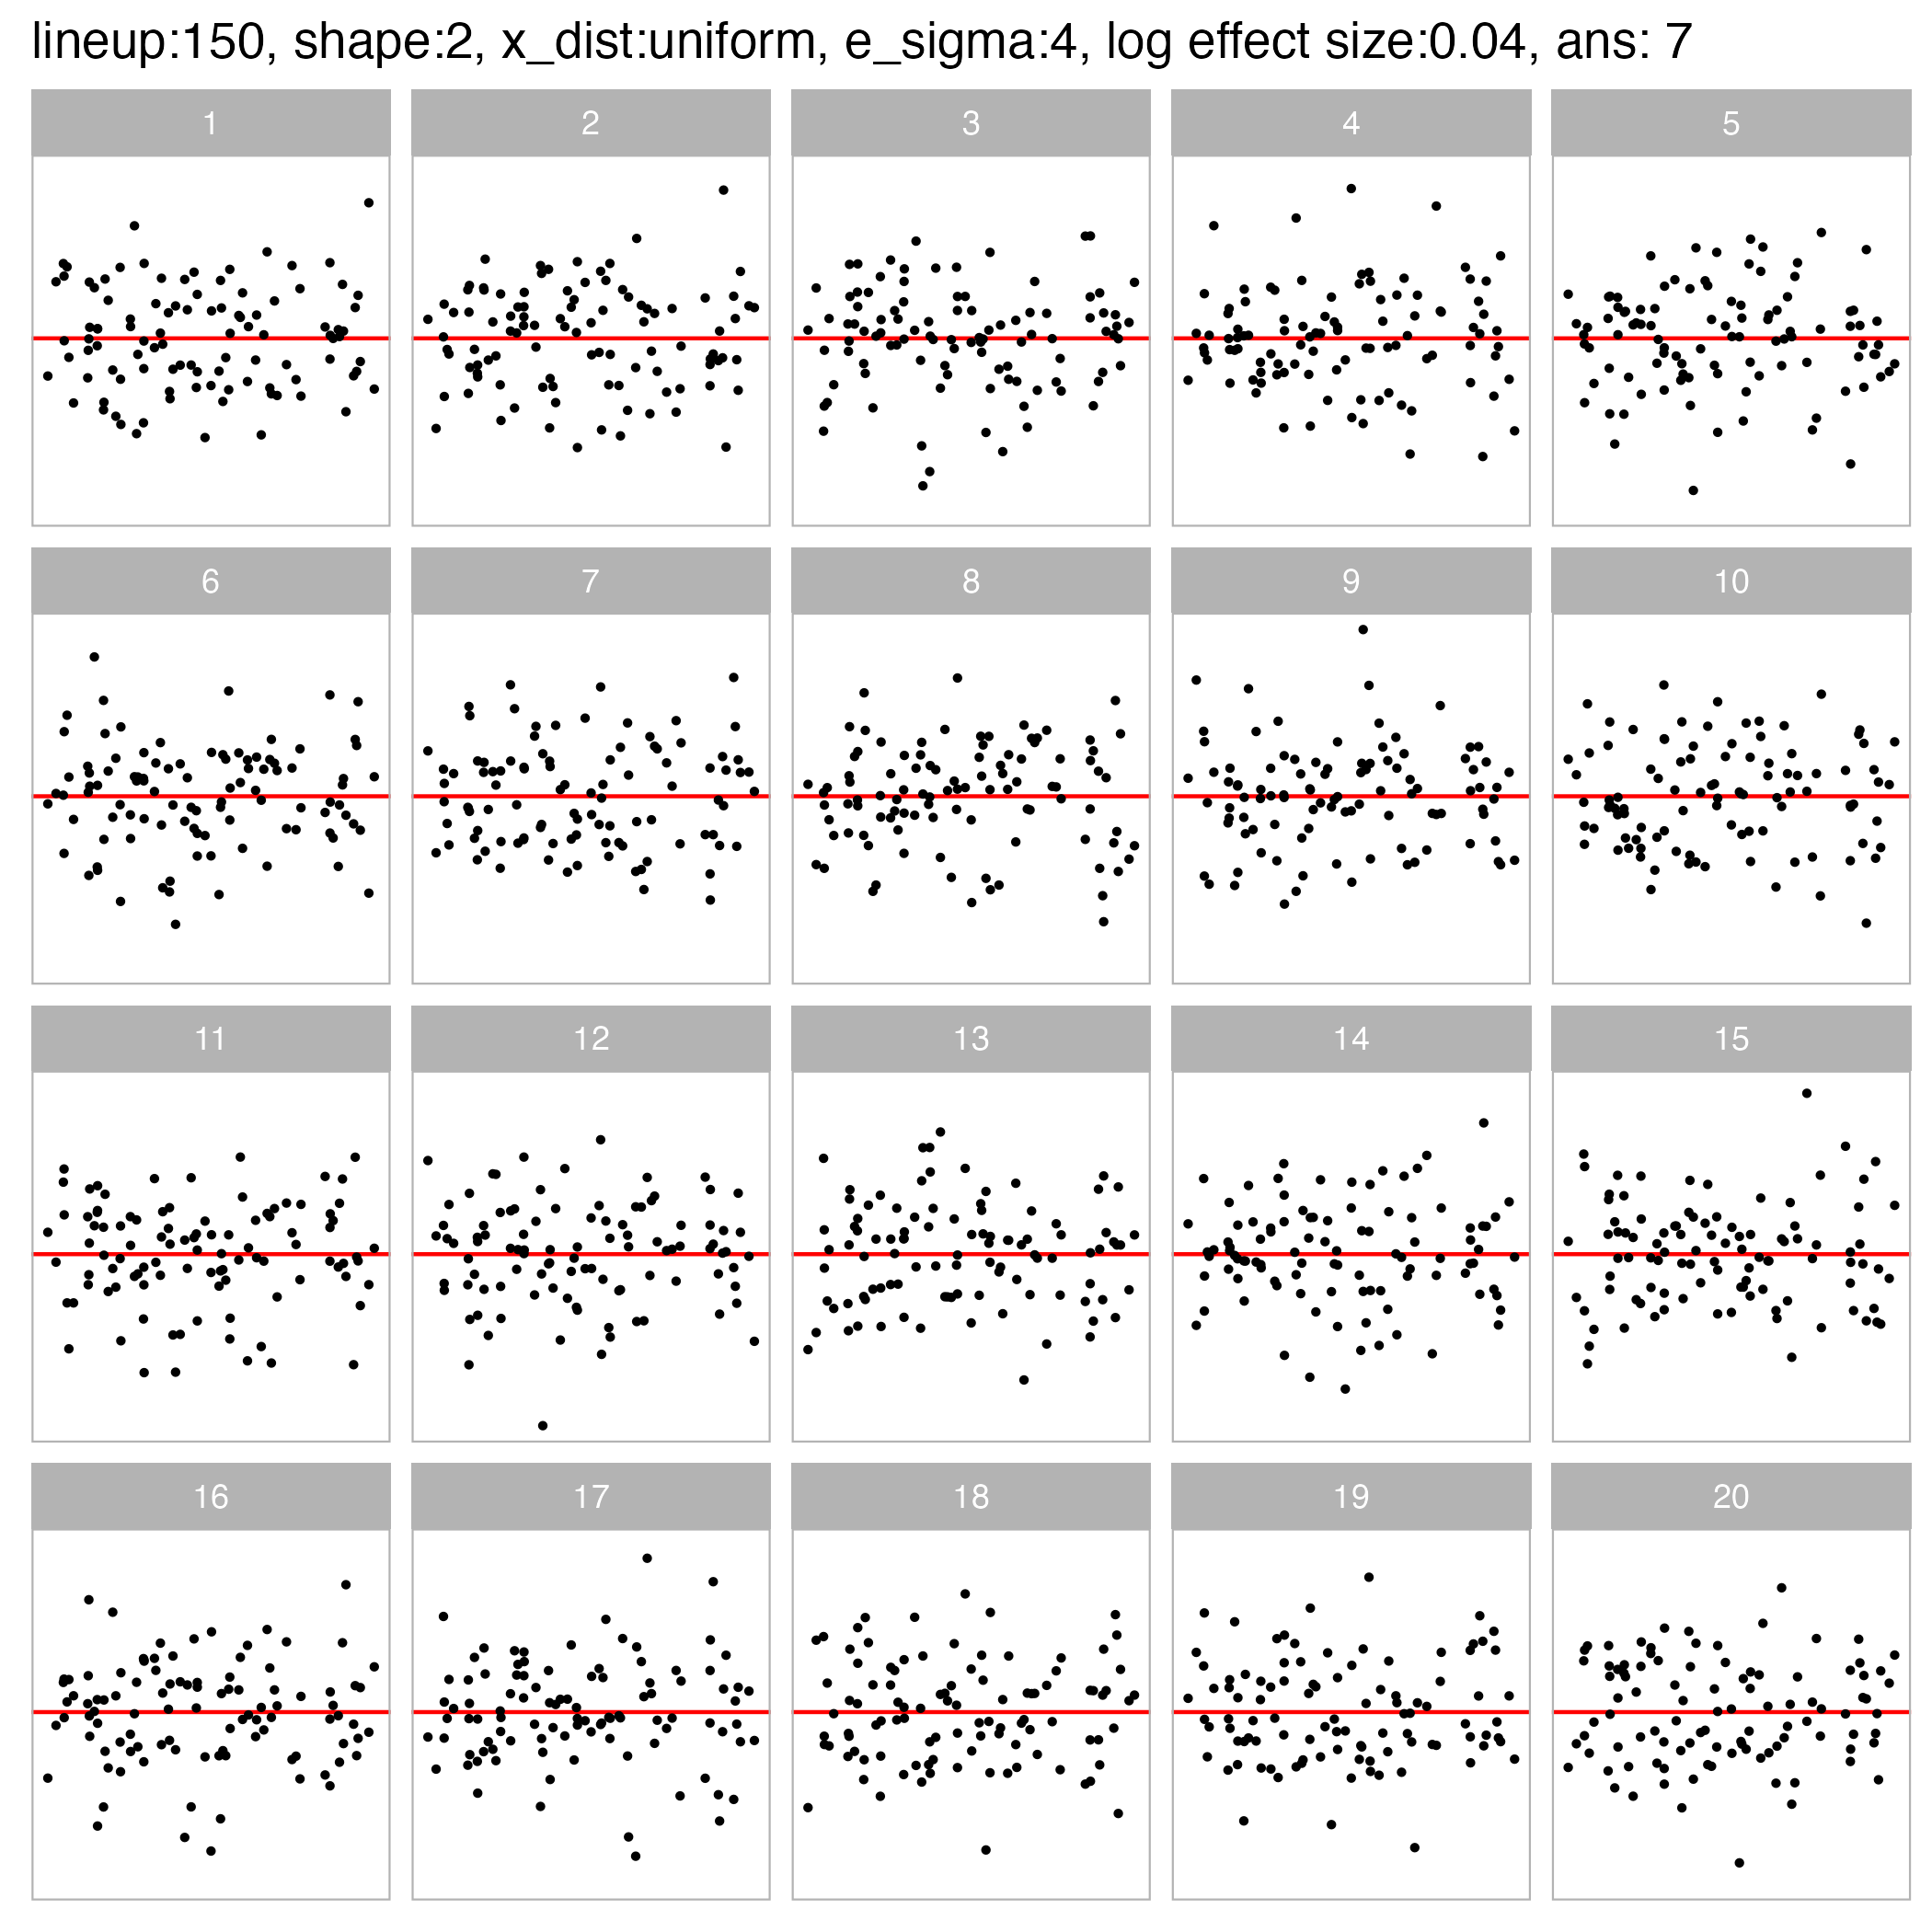 lineup:150, shape:2, x_dist:uniform, e_sigma:4, log effect size:0.04, ans: 7
1 2 3 4 5
6 7 8 9 10
11 12 13 14 15
16 17 18 19 20